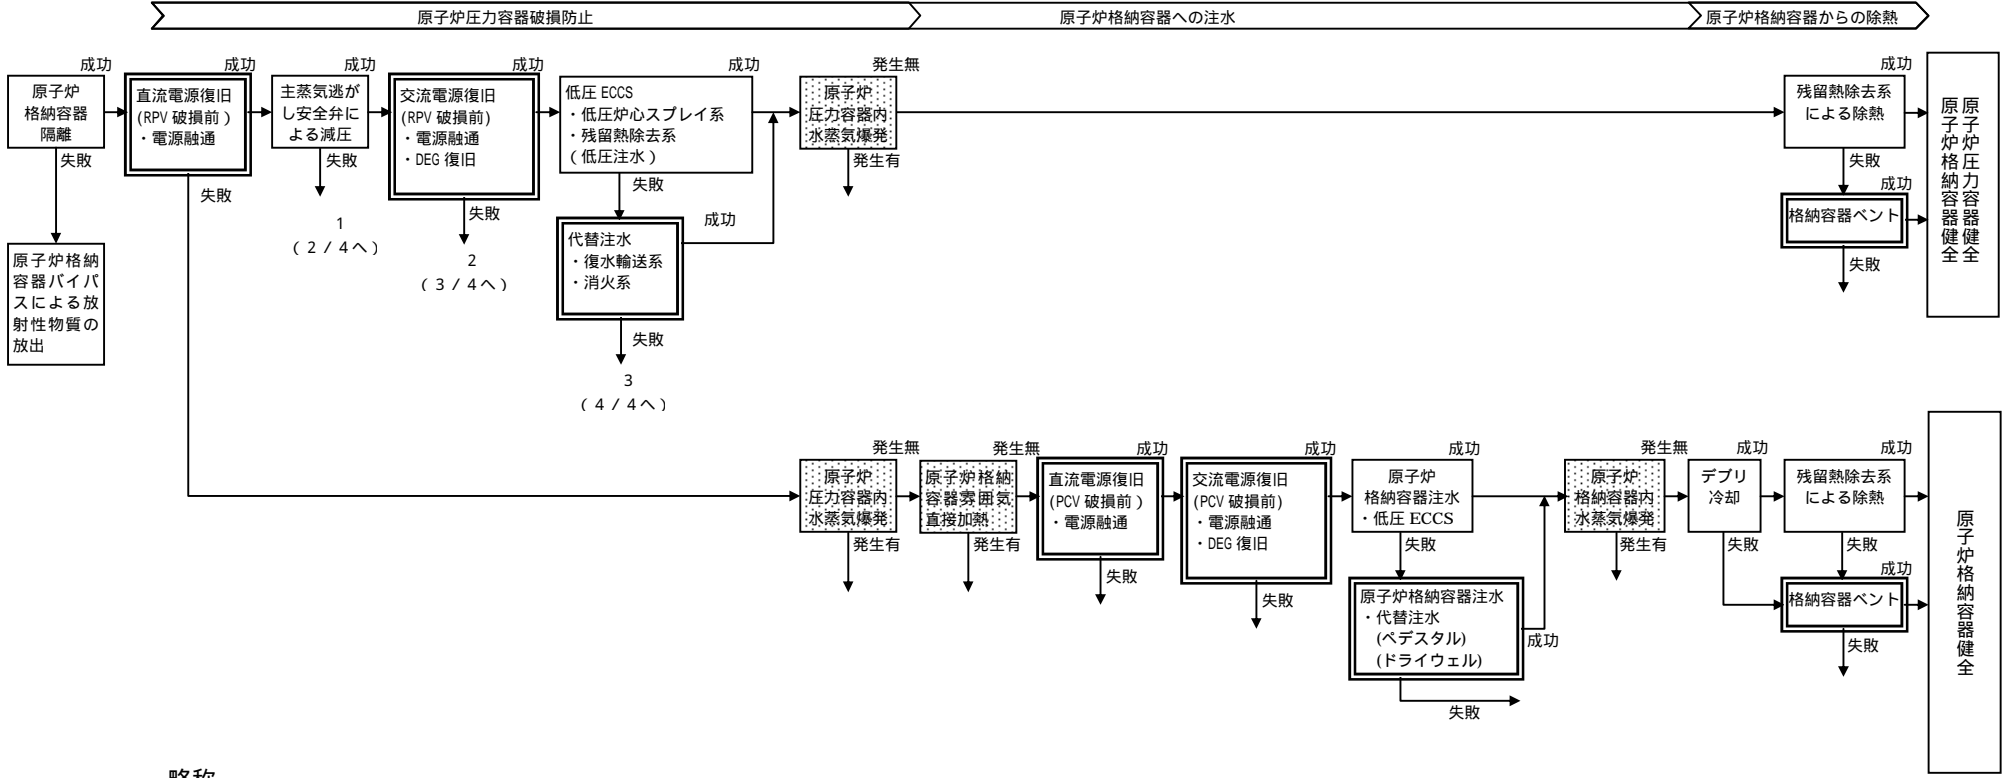 原子炉圧力容器破損防止
原子炉格納容器への注水
原子炉格納容器からの除熱
成功
原子炉
格納容器
隔離
失敗
原子炉格納
容器バイパ
スによる放
射性物質の
放出
成功
直流電源復旧
(RPV 破損前)
・電源融通
失敗
成功
主蒸気逃が
し安全弁に
よる減圧
失敗
1
(2/4へ)
成功
交流電源復旧
(RPV 破損前)
・電源融通
・DEG 復旧
失敗
2
(3/4へ)
成功
低圧 ECCS
・低圧炉心スプレイ系
・残留熱除去系
(低圧注水)
失敗
成功
代替注水
・復水輸送系
・消火系
失敗
3
(4/4へ)
発生無
原子炉
圧力容器内
水蒸気爆発
発生有
成功
残留熱除去系
による除熱
失敗
成功
格納容器ベント
失敗
原子炉圧力容器健全
原子炉格納容器健全
発生無
原子炉
圧力容器内
水蒸気爆発
発生有
発生無
原子炉格納
容器雰囲気
直接加熱
発生有
成功
直流電源復旧
(PCV 破損前)
・電源融通
失敗
成功
交流電源復旧
(PCV 破損前)
・電源融通
・DEG 復旧
失敗
成功
原子炉
格納容器注水
・低圧 ECCS
失敗
原子炉格納容器注水
・代替注水
(ペデスタル)
(ドライウェル)
成功
失敗
発生無
原子炉
格納容器内
水蒸気爆発
発生有
成功
デブリ
冷却
失敗
成功
残留熱除去系
による除熱
失敗
成功
格納容器ベント
失敗
原子炉格納容器健全
略称